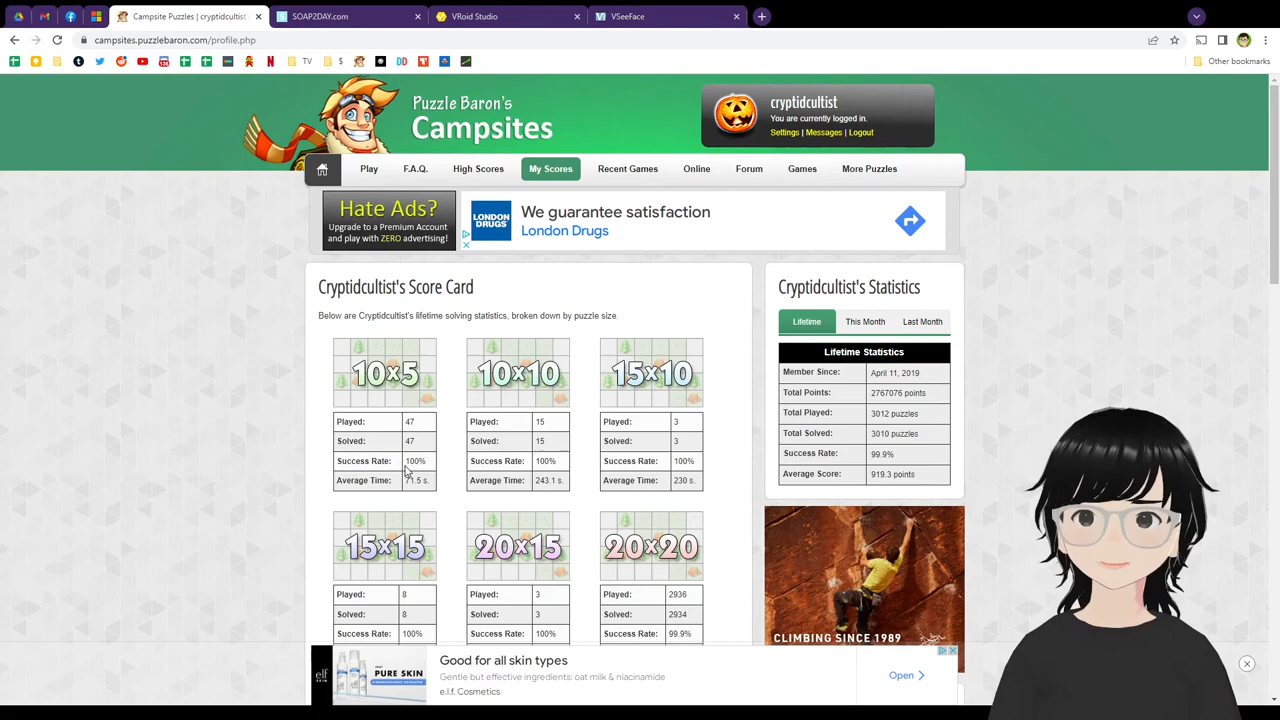 Campsite Puzzles | cryptidcultist'
SOAP2DAY.com
VRoid Studio
VSeeFace
campsites.puzzlebaron.com/profile.php
TV
$
Other bookmarks
Puzzle Baron's
Campsites
cryptidcultist
You are currently logged in.
Settings | Messages | Logout
Play
F.A.Q.
High Scores
My Scores
Recent Games
Online
Forum
Games
More Puzzles
Hate Ads?
Upgrade to a Premium Account
and play with ZERO advertising!
LONDON
DRUGS
We guarantee satisfaction
London Drugs
Cryptidcultist's Score Card
Below are Cryptidcultist's lifetime solving statistics, broken down by puzzle size.
10x5
Played: 47
Solved: 47
Success Rate: 100%
Average Time: 71.5 s.
10x10
Played: 15
Solved: 15
Success Rate: 100%
Average Time: 243.1 s.
15x10
Played: 3
Solved: 3
Success Rate: 100%
Average Time: 230 s.
15x15
Played: 8
Solved: 8
Success Rate: 100%
20x15
Played: 3
Solved: 3
Success Rate: 100%
20x20
Played: 2936
Solved: 2934
Success Rate: 99.9%
Cryptidcultist's Statistics
Lifetime
This Month
Last Month
Lifetime Statistics
Member Since: April 11, 2019
Total Points: 2767076 points
Total Played: 3012 puzzles
Total Solved: 3010 puzzles
Success Rate: 99.9%
Average Score: 919.3 points
CLIMBING SINCE 1989
elf
PURE SKIN
Good for all skin types
Gentle but effective ingredients: oat milk & niacinamide
e.l.f. Cosmetics
Open